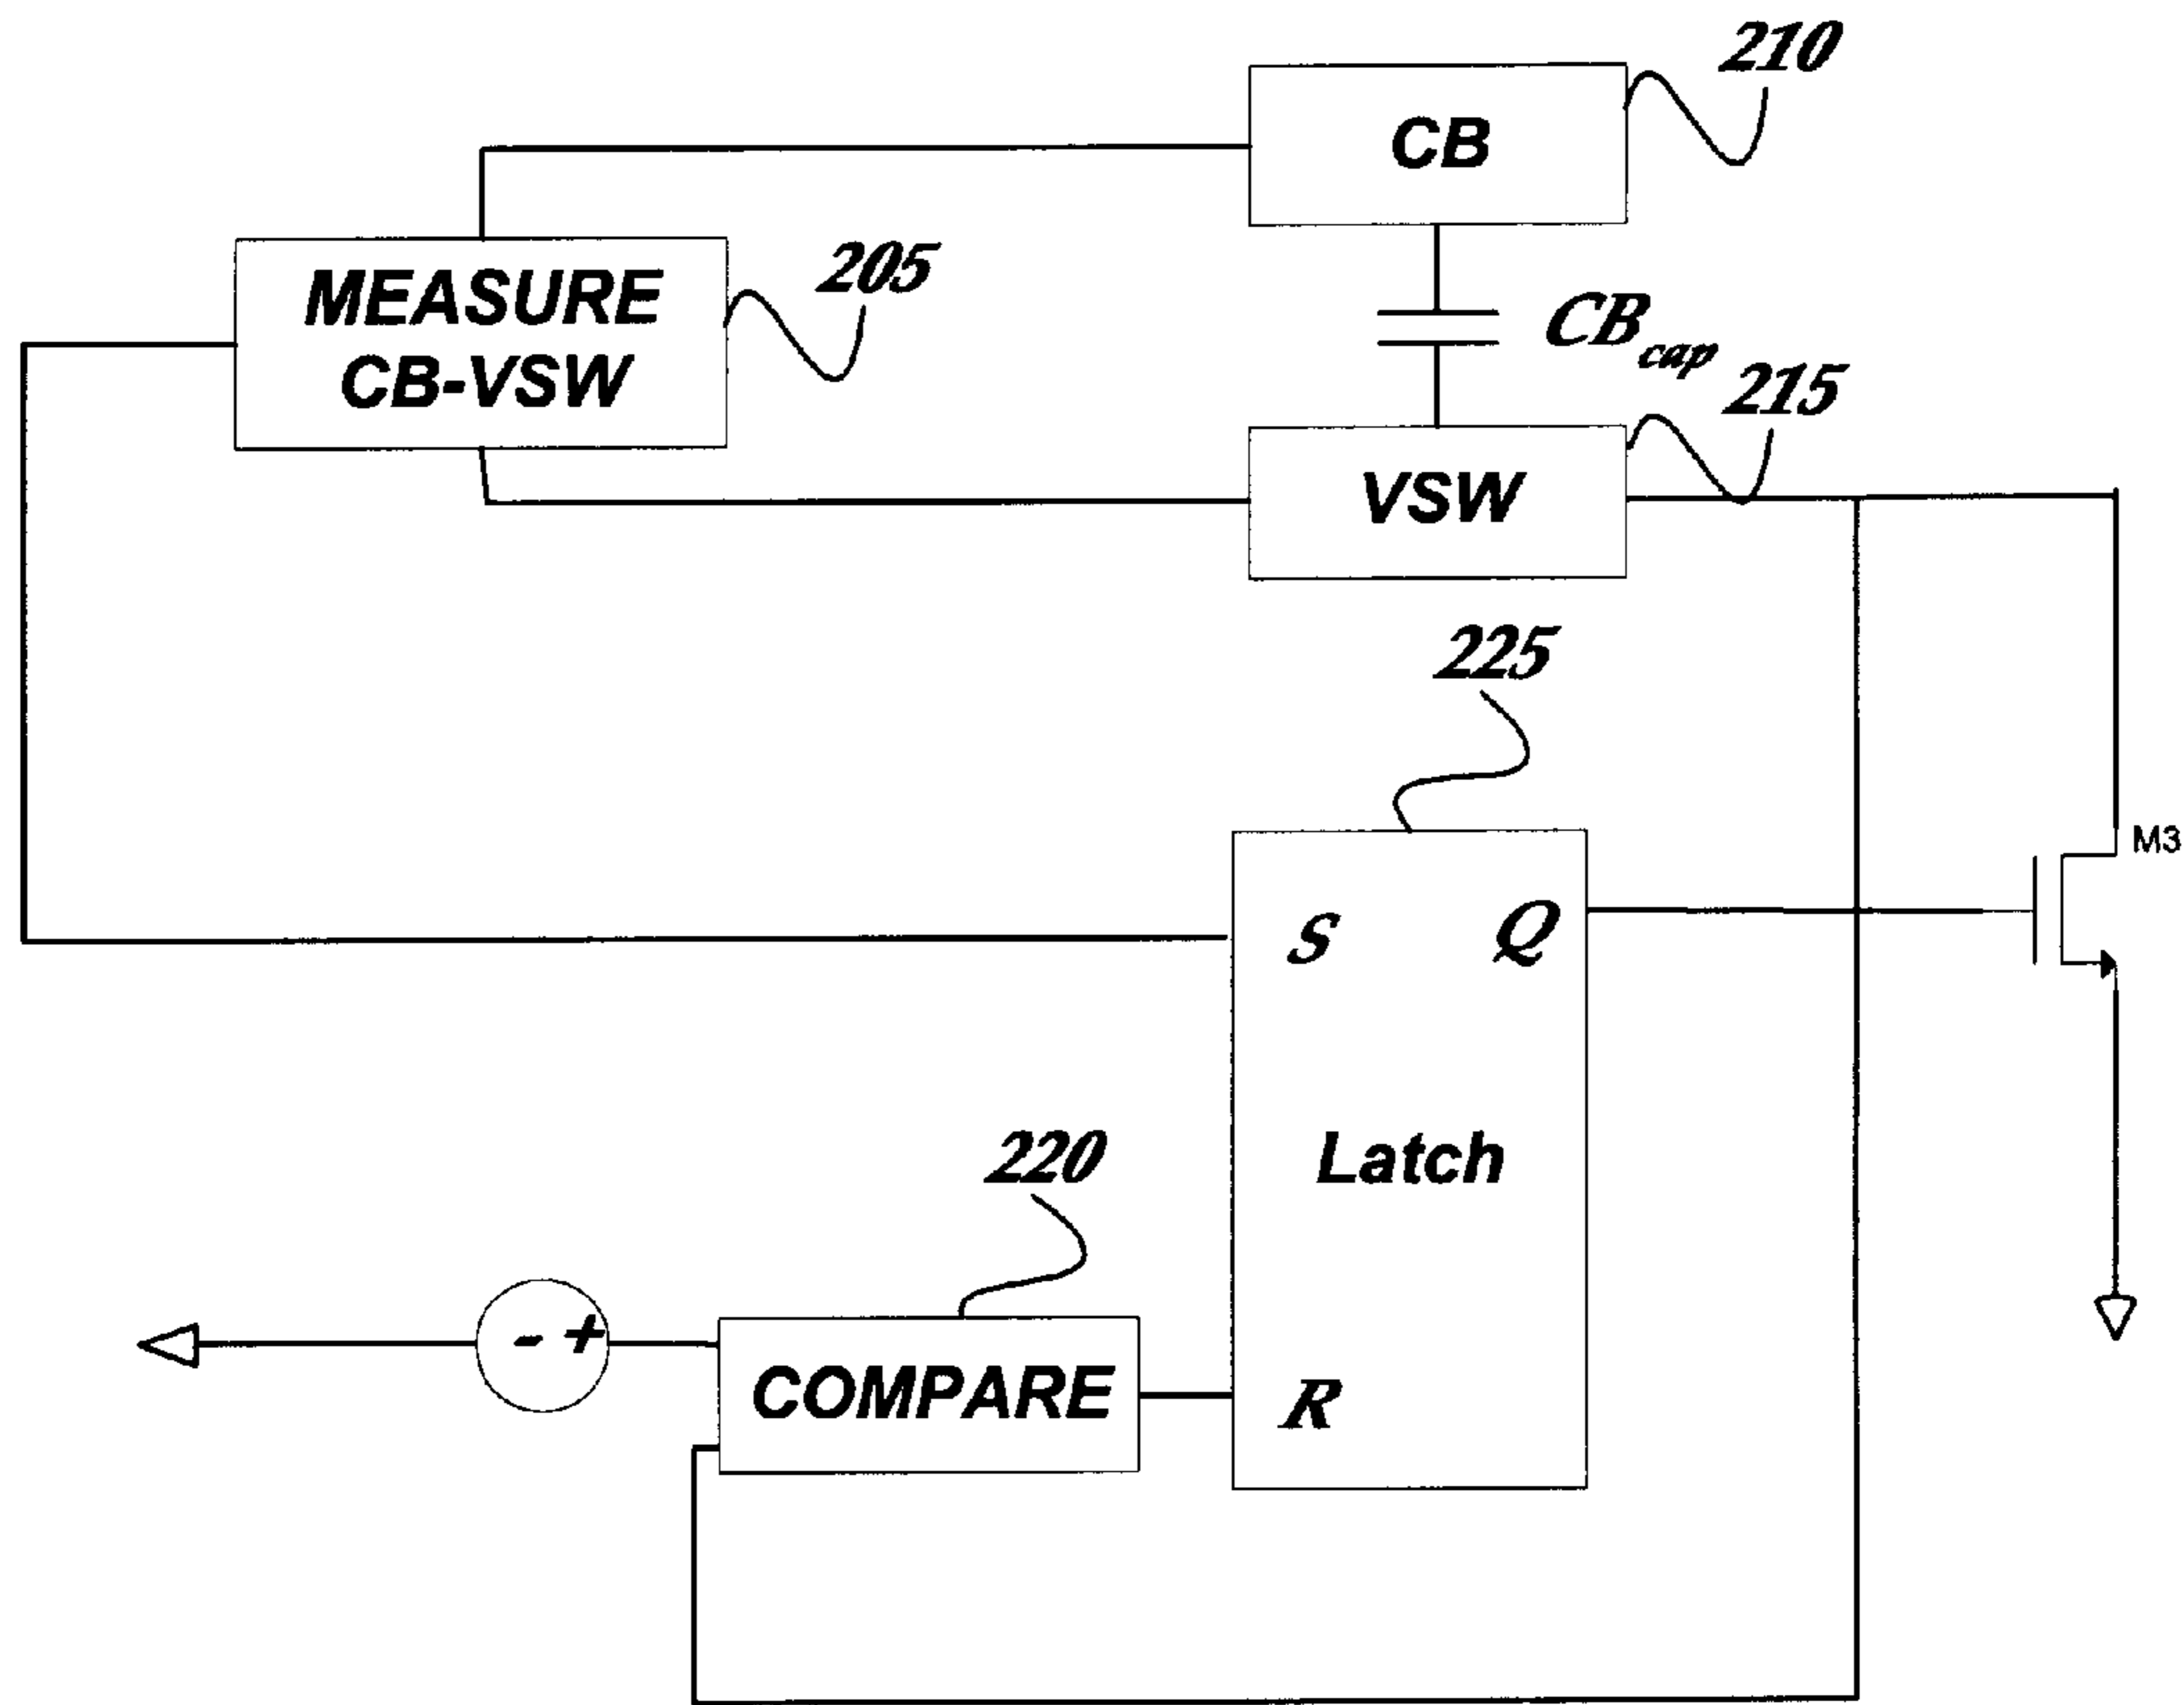 210
CB
205
MEASURE
CB-VSW
CBcap
215
VSW
225
M3
S Q
Latch
220
- +
COMPARE
R